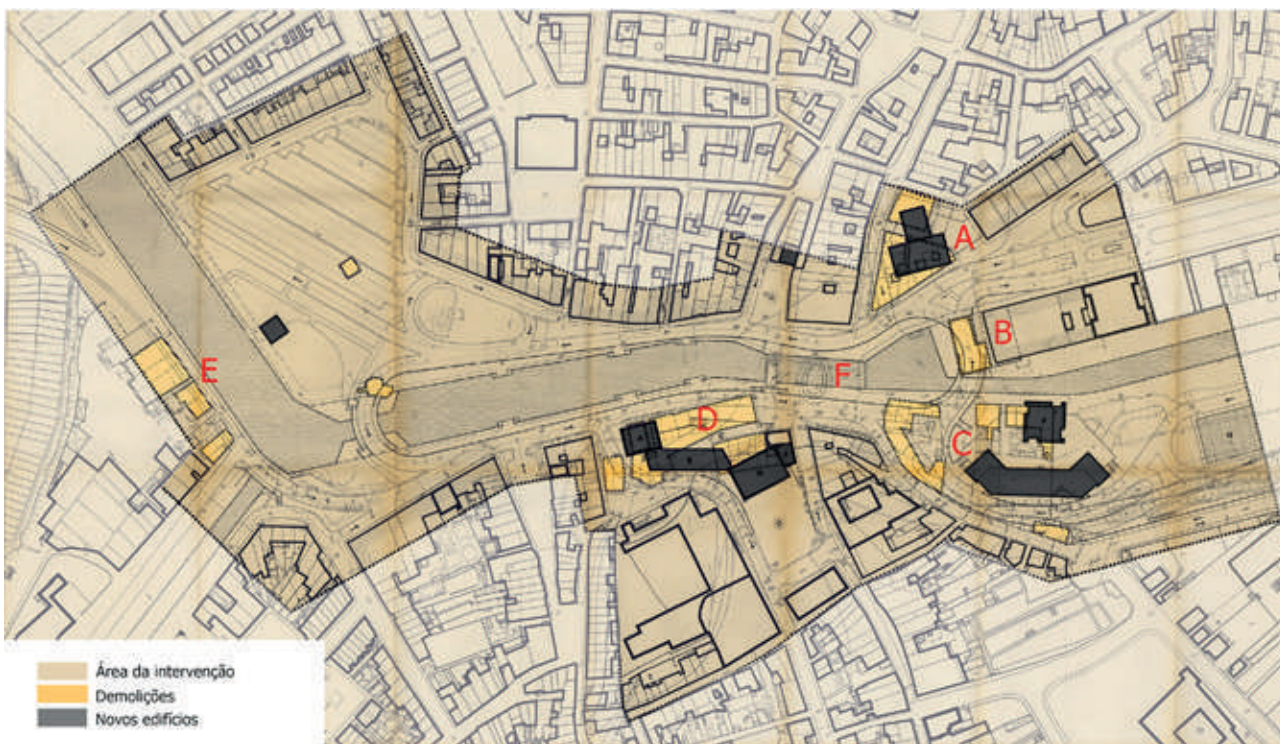 A
B
E
F
D
C
Área da intervenção
Demolições
Novos edifícios